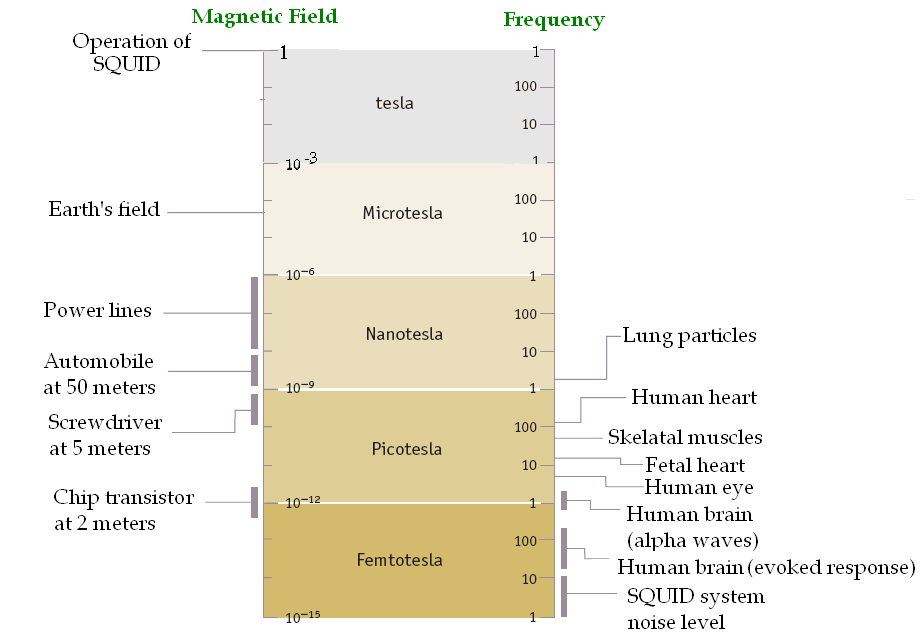 Magnetic Field
Frequency
Operation of
SQUID
Earth's field
Power lines
Automobile
at 50 meters
Screwdriver
at 5 meters
Chip transistor
at 2 meters
1
10⁻³
10⁻⁶
10⁻⁹
10⁻¹²
10⁻¹⁵
tesla
Microtesla
Nanotesla
Picotesla
Femtotesla
1
100
10
1
100
10
1
100
10
1
100
10
1
100
10
1
Lung particles
Human heart
Skelatal muscles
Fetal heart
Human eye
Human brain
(alpha waves)
Human brain (evoked response)
SQUID system
noise level